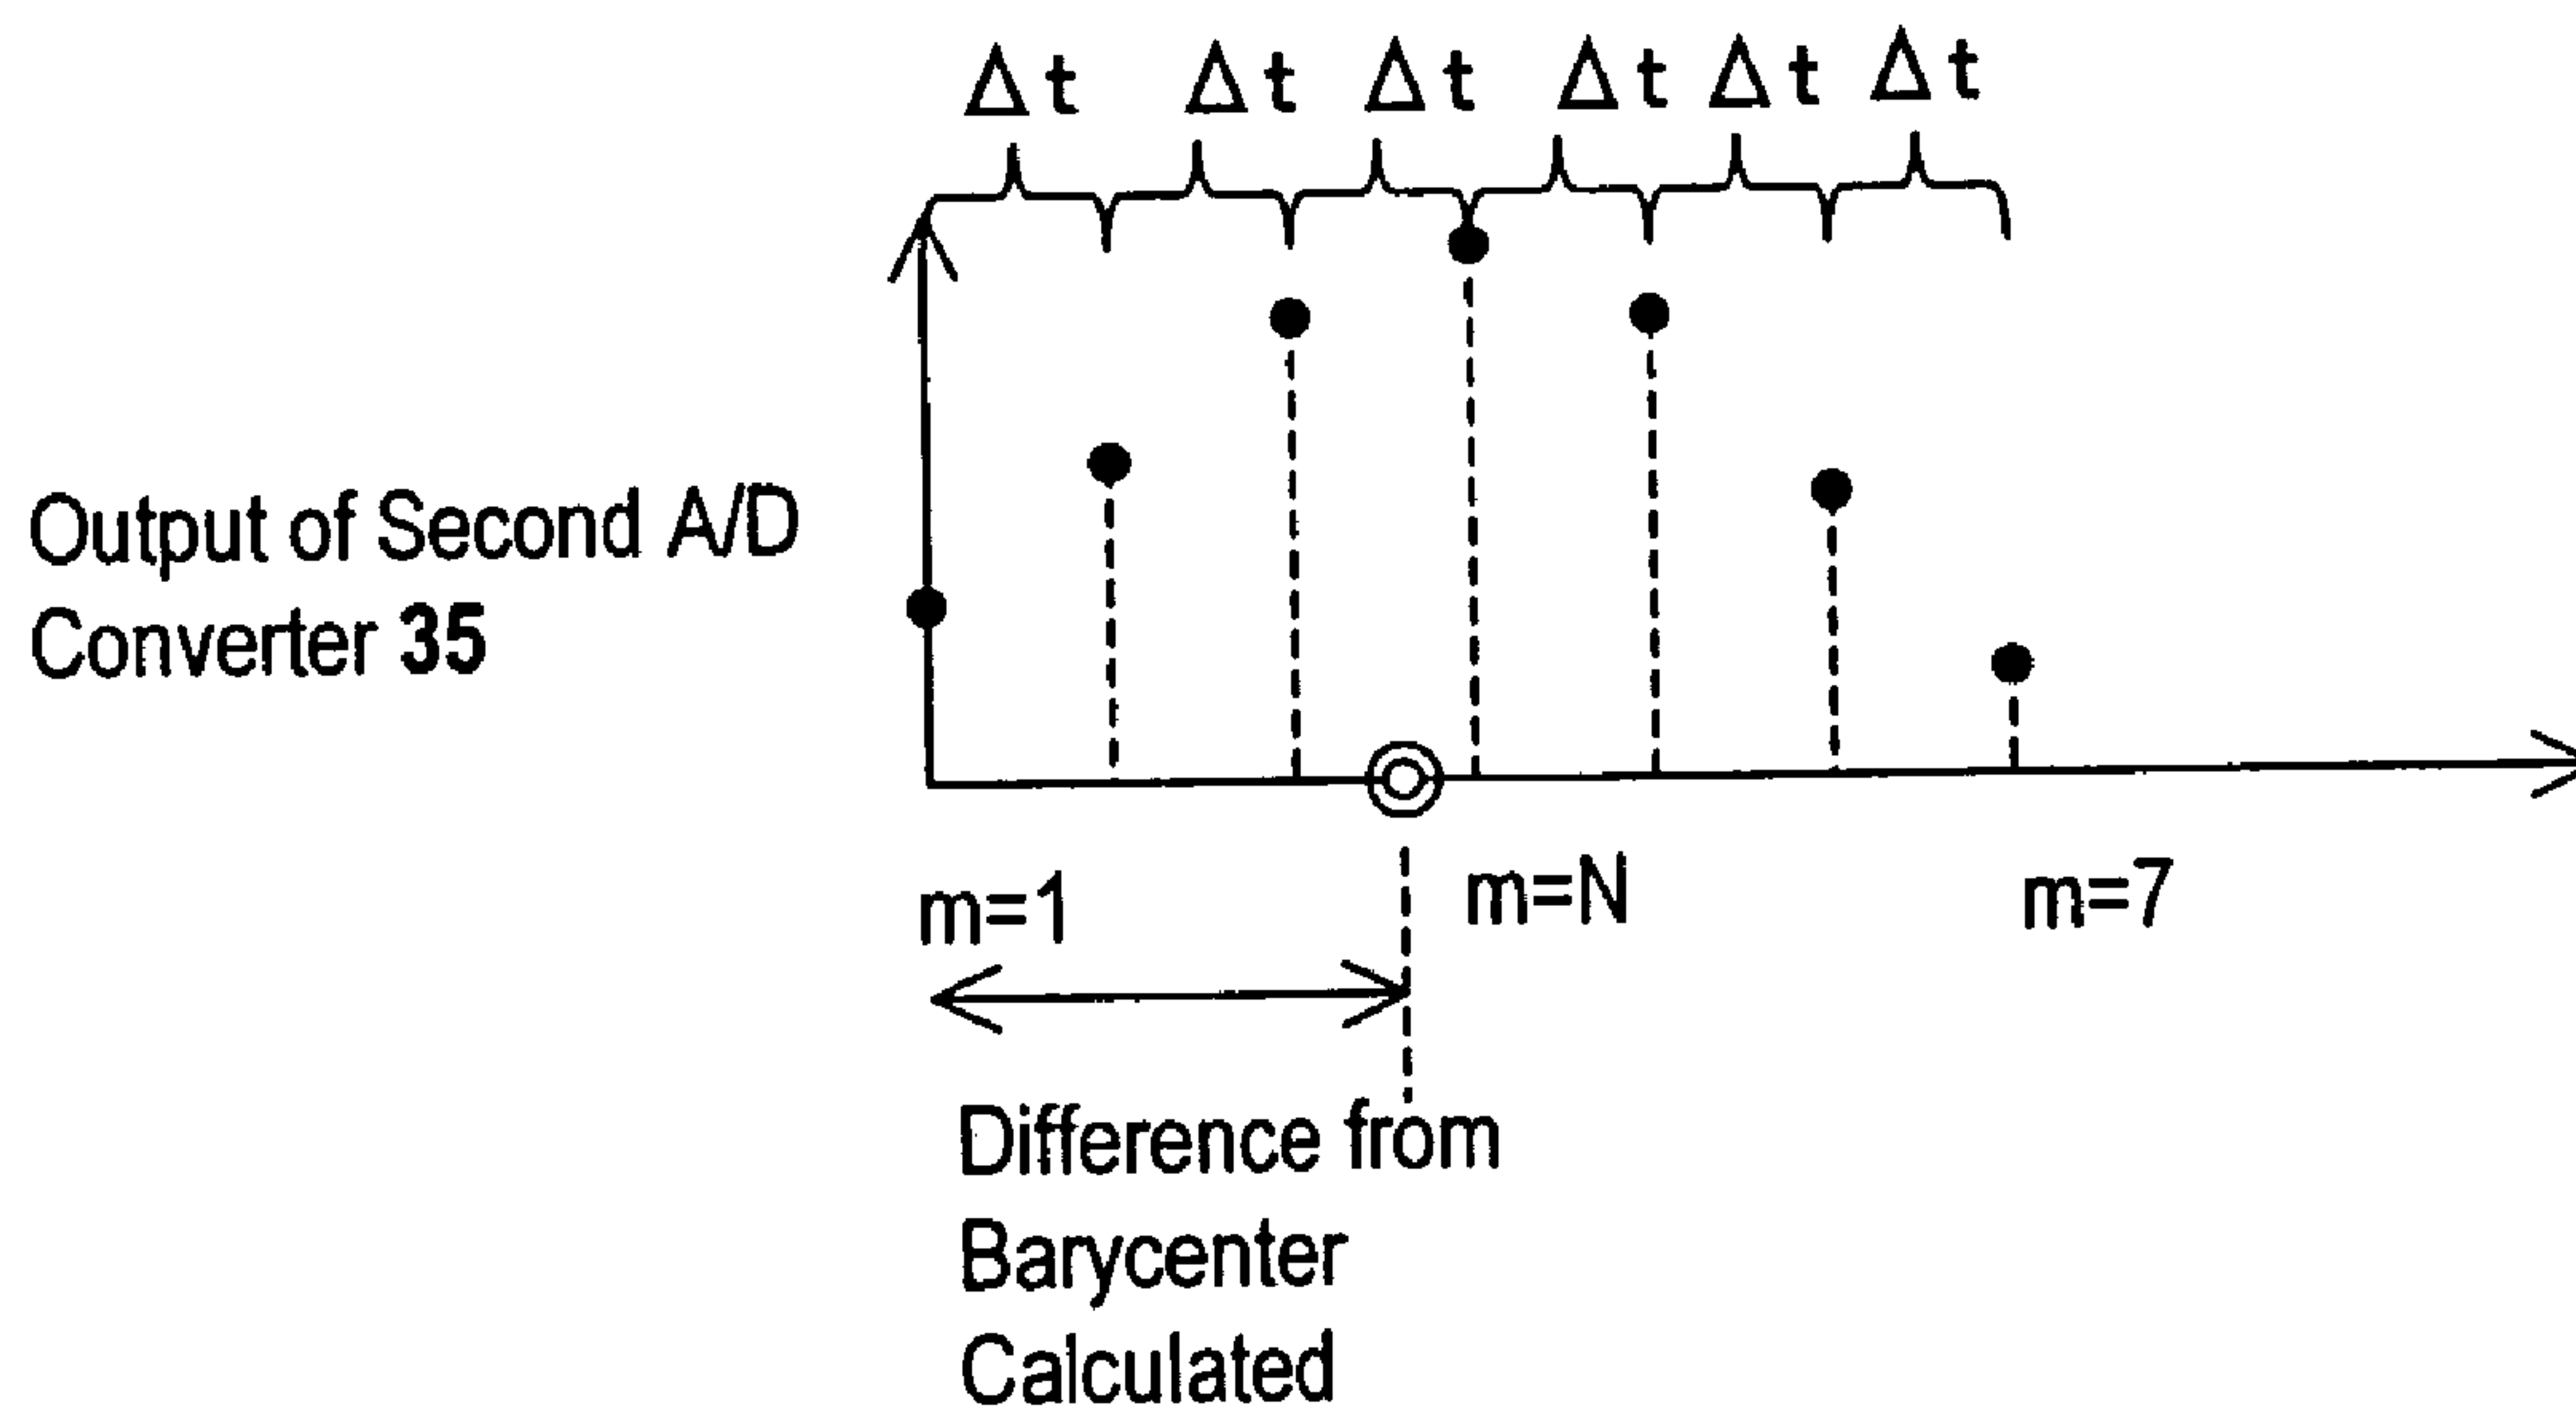 Δt Δt Δt Δt Δt Δt
Output of Second A/D
Converter 35
m=1 m=N m=7
Difference from
Barycenter
Calculated